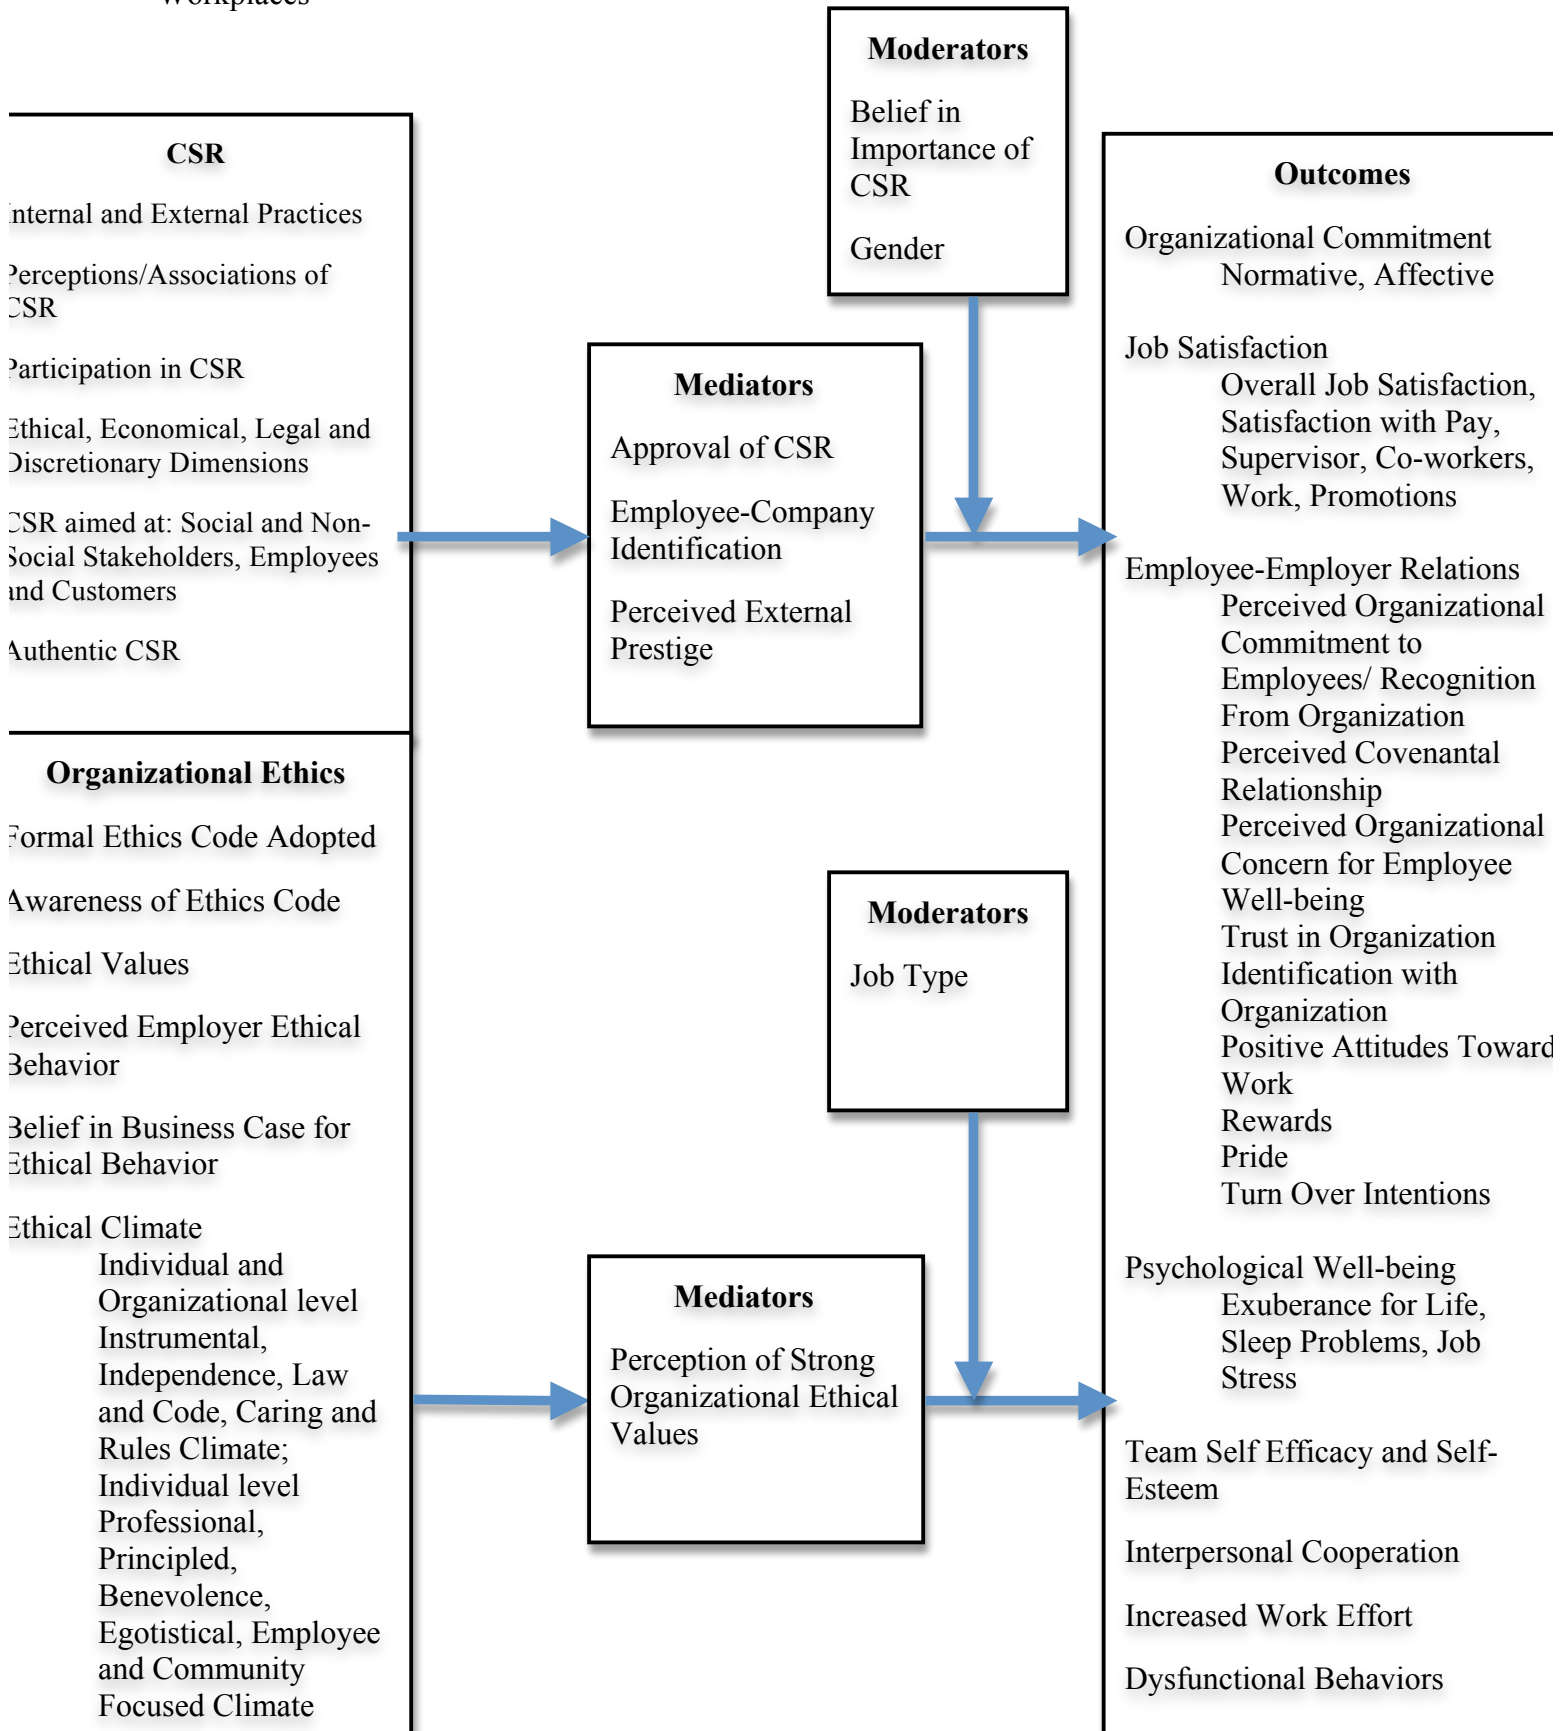 Workplaces
CSR
Internal and External Practices
Perceptions/Associations of
CSR
Participation in CSR
Ethical, Economical, Legal and
Discretionary Dimensions
CSR aimed at: Social and Non-
Social Stakeholders, Employees
and Customers
Authentic CSR
Organizational Ethics
Formal Ethics Code Adopted
Awareness of Ethics Code
Ethical Values
Perceived Employer Ethical
Behavior
Belief in Business Case for
Ethical Behavior
Ethical Climate
Individual and
Organizational level
Instrumental,
Independence, Law
and Code, Caring and
Rules Climate;
Individual level
Professional,
Principled,
Benevolence,
Egotistical, Employee
and Community
Focused Climate
Mediators
Approval of CSR
Employee-Company
Identification
Perceived External
Prestige
Mediators
Perception of Strong
Organizational Ethical
Values
Moderators
Belief in
Importance of
CSR
Gender
Moderators
Job Type
Outcomes
Organizational Commitment
Normative, Affective
Job Satisfaction
Overall Job Satisfaction,
Satisfaction with Pay,
Supervisor, Co-workers,
Work, Promotions
Employee-Employer Relations
Perceived Organizational
Commitment to
Employees/ Recognition
From Organization
Perceived Covenantal
Relationship
Perceived Organizational
Concern for Employee
Well-being
Trust in Organization
Identification with
Organization
Positive Attitudes Toward
Work
Rewards
Pride
Turn Over Intentions
Psychological Well-being
Exuberance for Life,
Sleep Problems, Job
Stress
Team Self Efficacy and Self-
Esteem
Interpersonal Cooperation
Increased Work Effort
Dysfunctional Behaviors